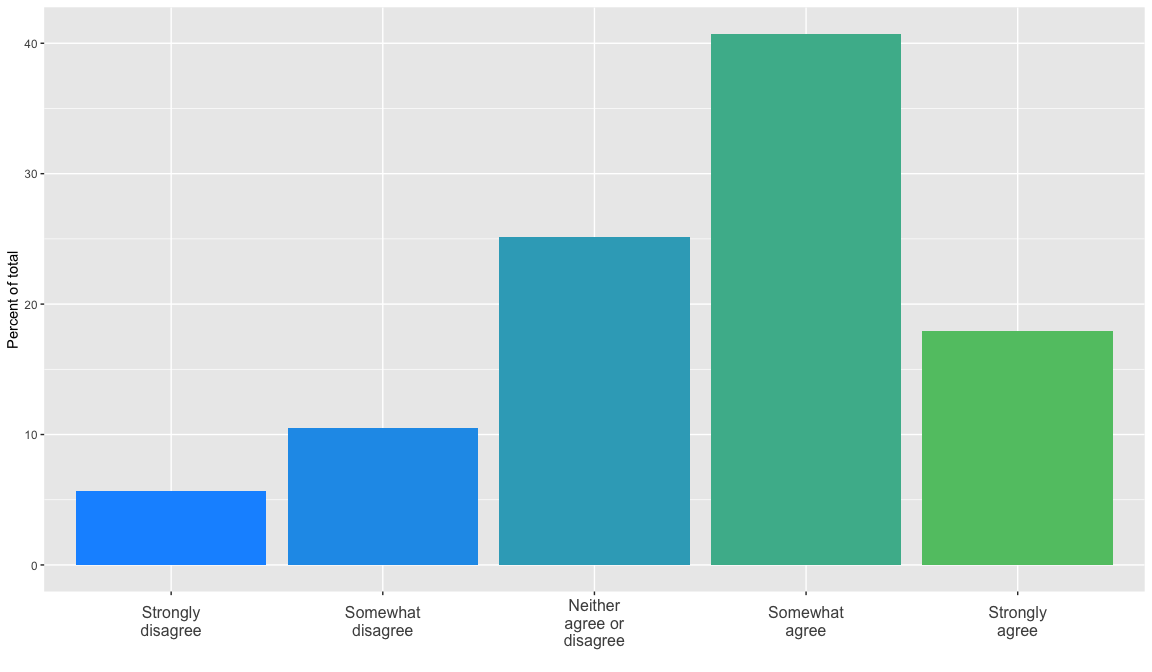 40
30
20
10
0
Percent of total
Strongly
disagree
Somewhat
disagree
Neither
agree or
disagree
Somewhat
agree
Strongly
agree